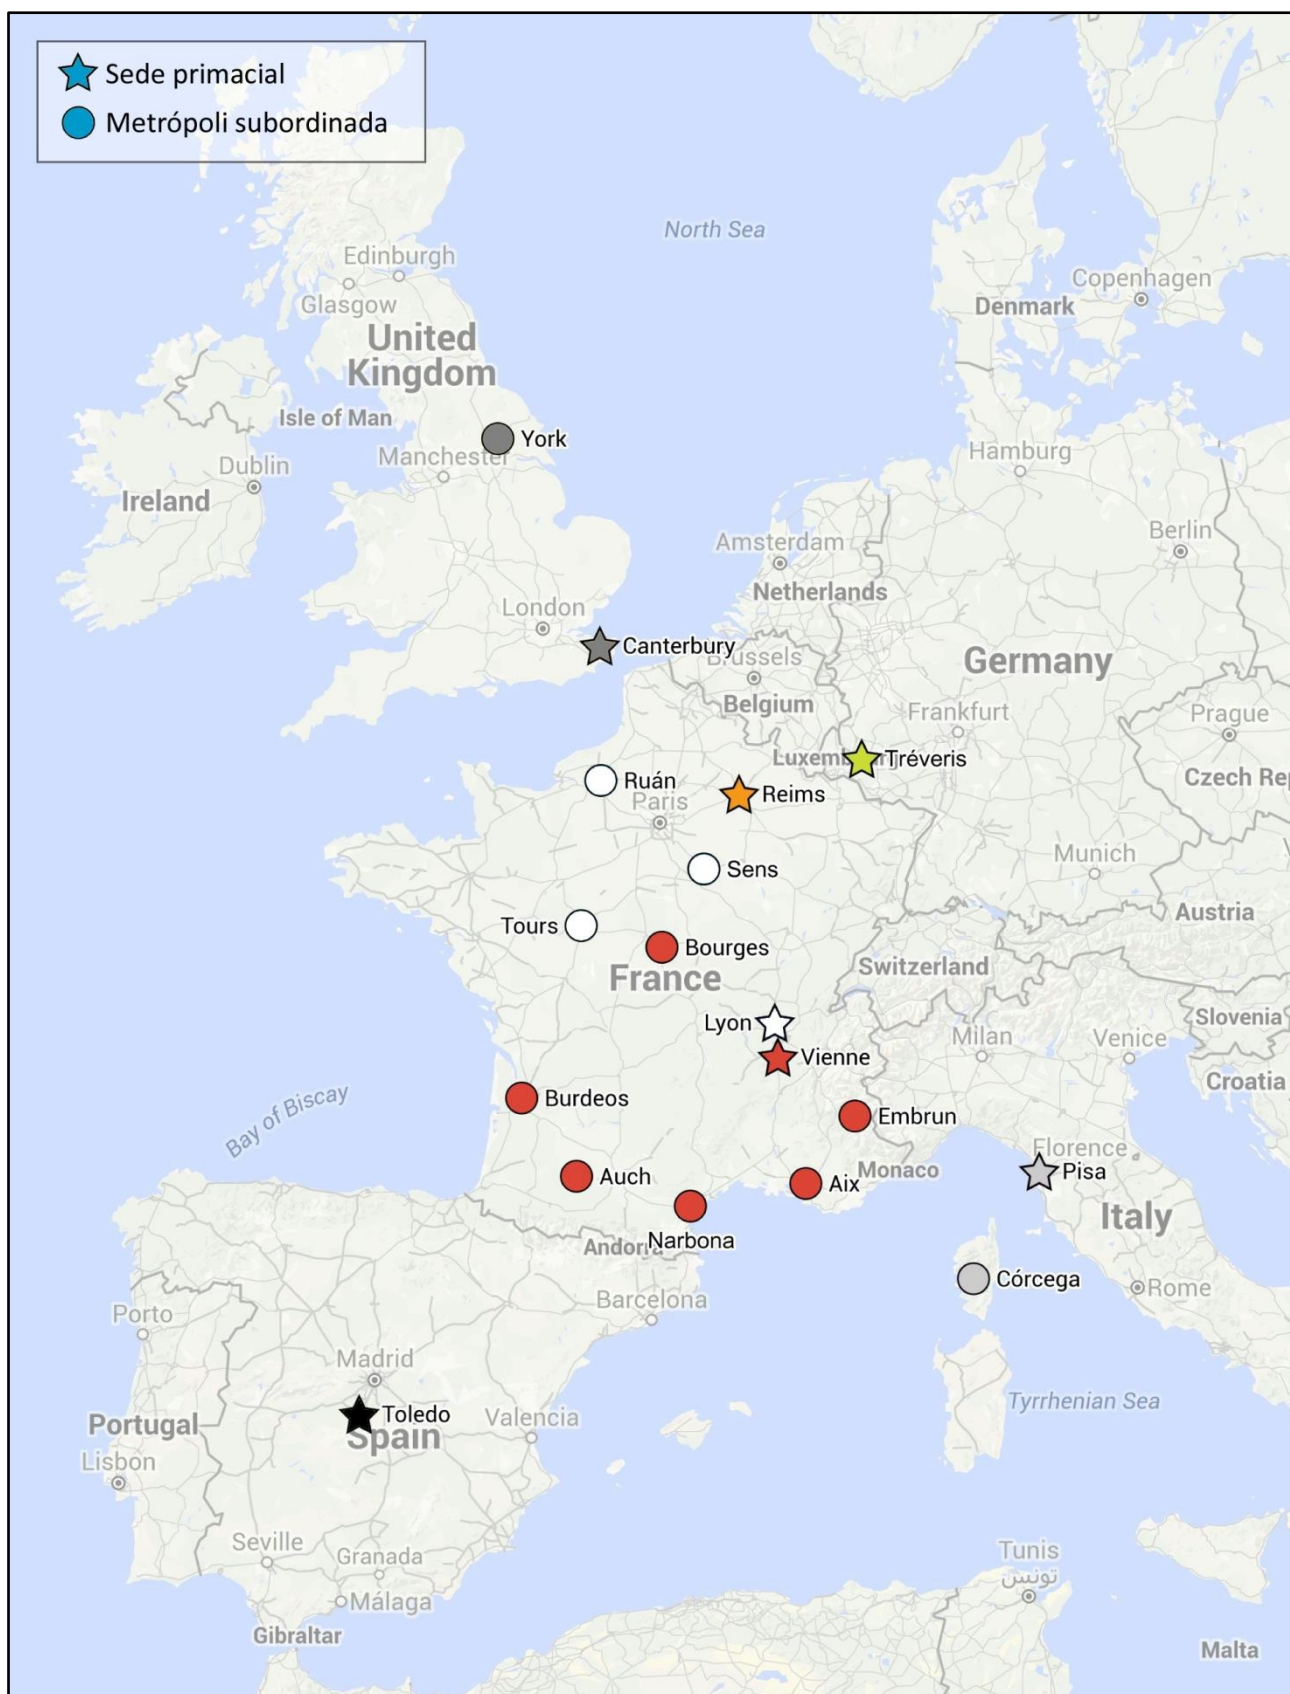 Sede primacial
Metrópoli subordinada
North Sea
Edinburgh
Glasgow
Copenhagen
Denmark
United
Kingdom
Isle of Man
York
Manchester
Hamburg
Dublin
Ireland
Berlin
Amsterdam
Netherlands
London
Canterbury
Brussels
Germany
Belgium
Frankfurt
Prague
Luxembourg
Tréveris
Czech Rep
Ruán
Paris
Reims
Munich
Sens
Austria
Tours
Bourges
France
Switzerland
Lyon
Slovenia
Milan
Venice
Vienne
Croatia
Bay of Biscay
Burdeos
Embrun
Florence
Auch
Aix
Monaco
Pisa
Narbona
Andorra
Italy
Córcega
Rome
Porto
Barcelona
Madrid
Toledo
Valencia
Tyrrhenian Sea
Portugal
Spain
Lisbon
Seville
Granada
Tunis
تونس
Málaga
Gibraltar
Malta